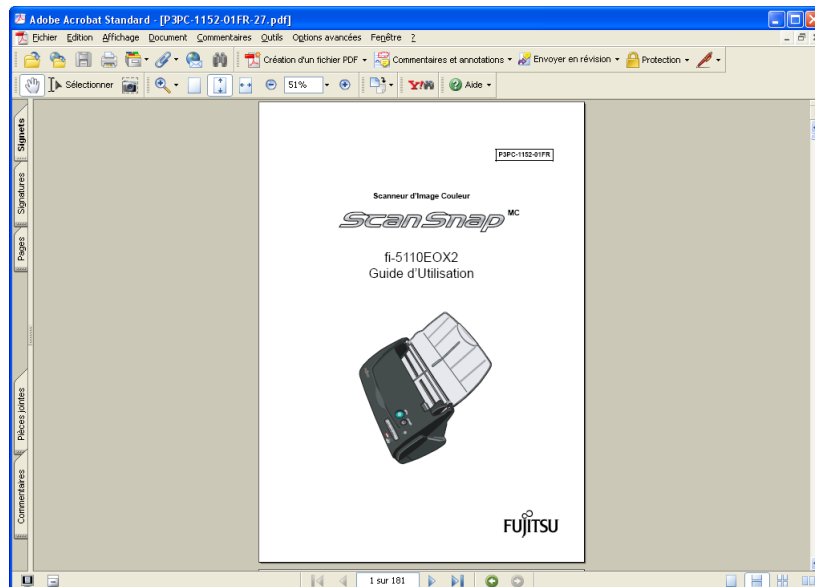 Adobe Acrobat Standard - [P3PC-1152-01FR-27.pdf]
Fichier Edition Affichage Document Commentaires Outils Options avancées Fenêtre ?
Création d'un fichier PDF Commentaires et annotations Envoyer en révision Protection
Sélectionner 51% Y! Aide
Signets
Signatures
Pages
Pièces jointes
Commentaires
P3PC-1152-01FR
Scanneur d'Image Couleur
ScanSnap MC
fi-5110EOX2
Guide d'Utilisation
FUJITSU
1 sur 181